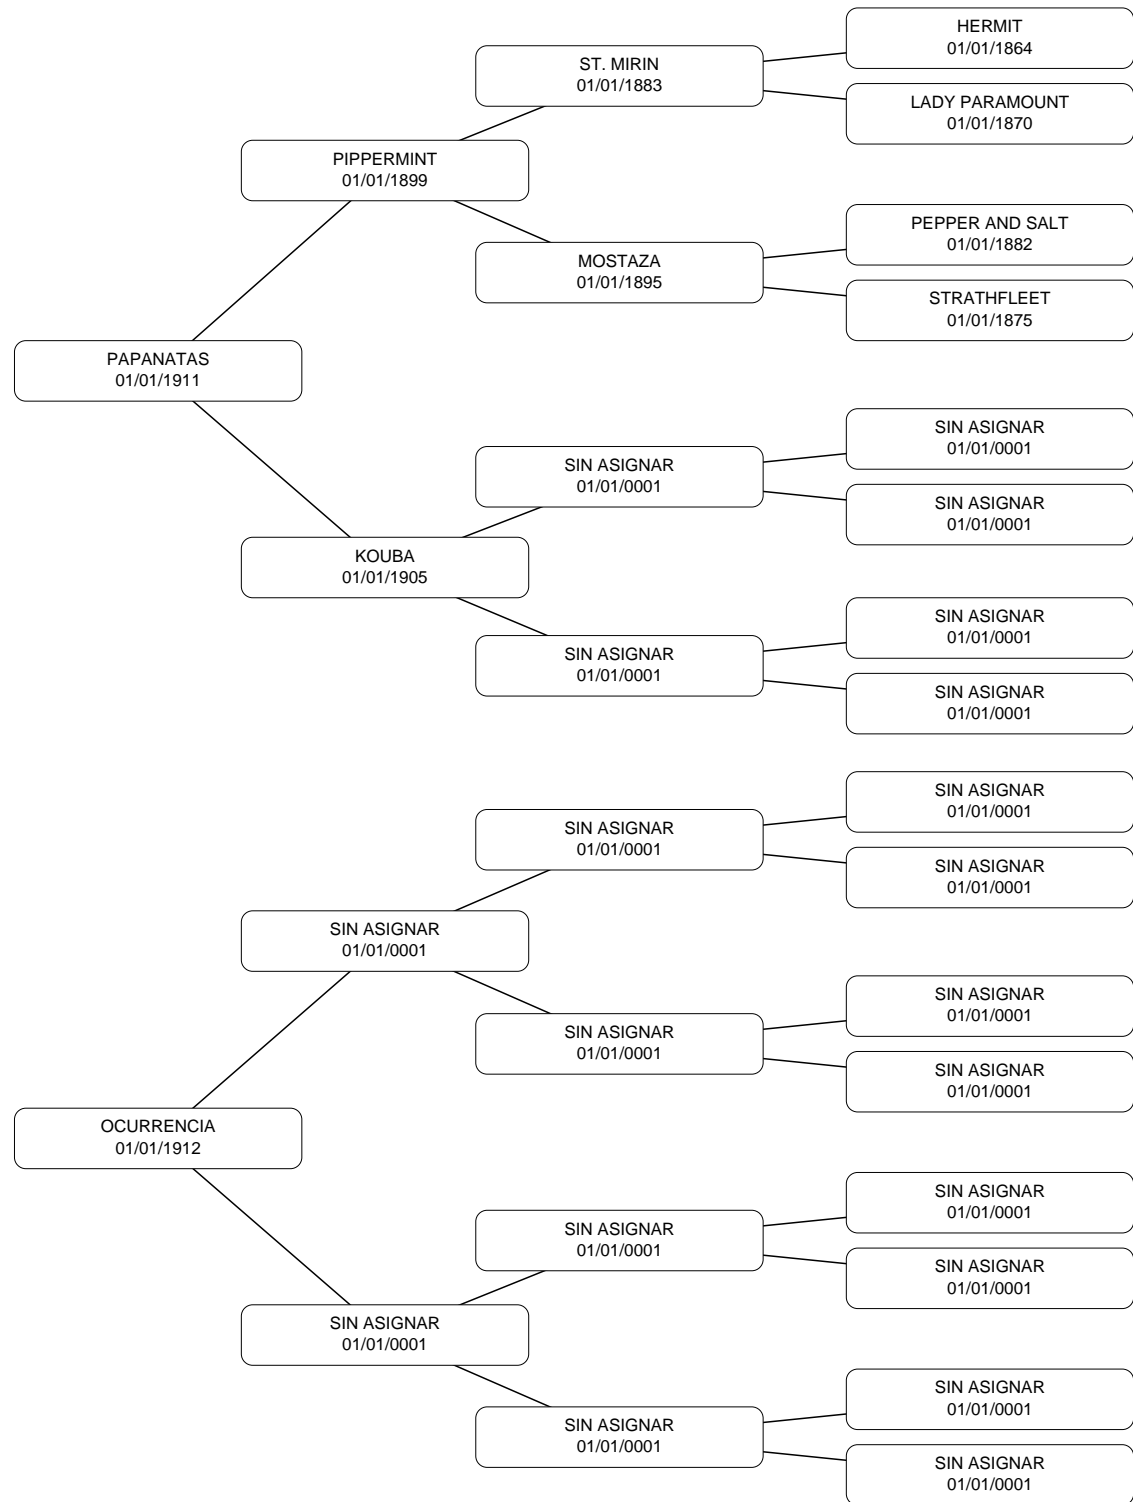 HERMIT
01/01/1864
ST. MIRIN
01/01/1883
LADY PARAMOUNT
01/01/1870
PIPPERMINT
01/01/1899
PEPPER AND SALT
01/01/1882
MOSTAZA
01/01/1895
STRATHFLEET
01/01/1875
PAPANATAS
01/01/1911
SIN ASIGNAR
01/01/0001
SIN ASIGNAR
01/01/0001
SIN ASIGNAR
01/01/0001
KOUBA
01/01/1905
SIN ASIGNAR
01/01/0001
SIN ASIGNAR
01/01/0001
SIN ASIGNAR
01/01/0001
SIN ASIGNAR
01/01/0001
SIN ASIGNAR
01/01/0001
SIN ASIGNAR
01/01/0001
SIN ASIGNAR
01/01/0001
SIN ASIGNAR
01/01/0001
SIN ASIGNAR
01/01/0001
SIN ASIGNAR
01/01/0001
OCURRENCIA
01/01/1912
SIN ASIGNAR
01/01/0001
SIN ASIGNAR
01/01/0001
SIN ASIGNAR
01/01/0001
SIN ASIGNAR
01/01/0001
SIN ASIGNAR
01/01/0001
SIN ASIGNAR
01/01/0001
SIN ASIGNAR
01/01/0001